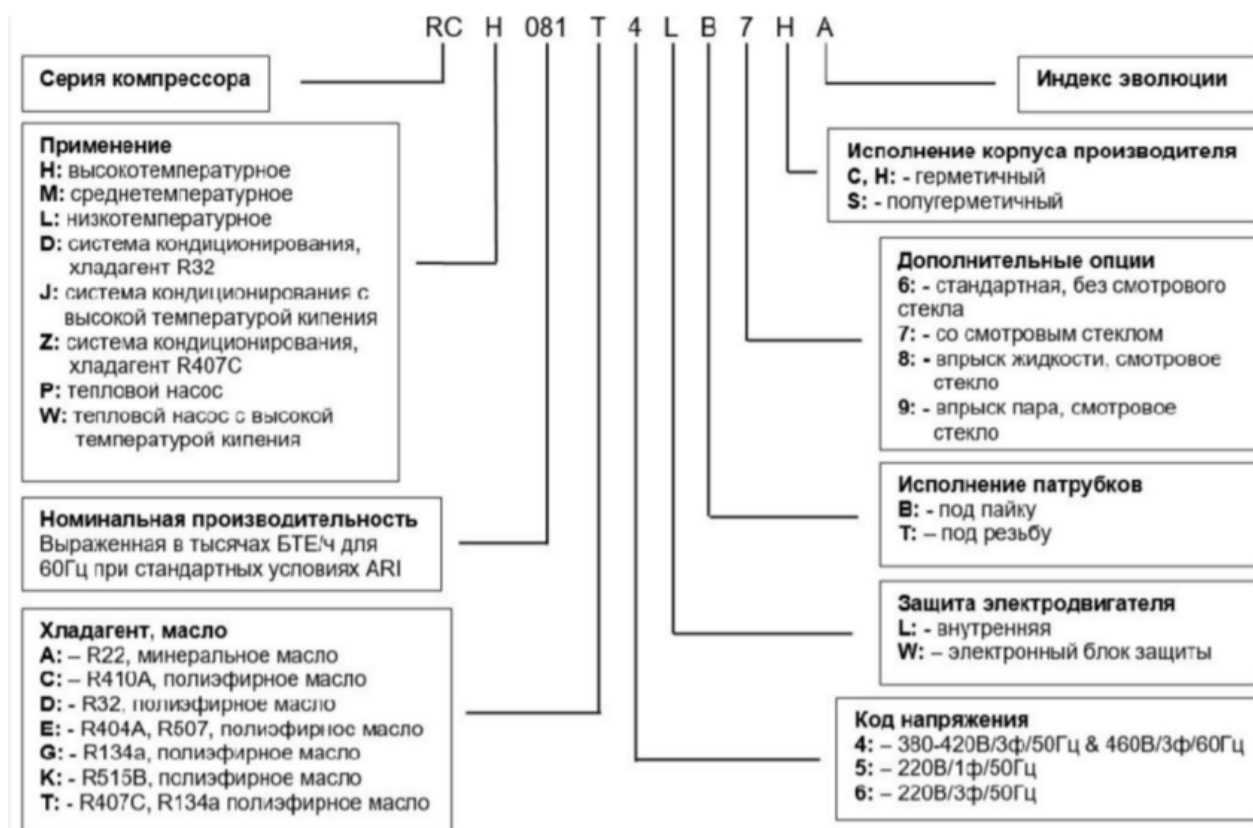 RC H 081 T 4 L B 7 H A
Серия компрессора
Применение
H: высокотемпературное
M: среднетемпературное
L: низкотемпературное
D: система кондиционирования,
хладагент R32
J: система кондиционирования с
высокой температурой кипения
Z: система кондиционирования,
хладагент R407C
P: тепловой насос
W: тепловой насос с высокой
температурой кипения
Номинальная производительность
Выраженная в тысячах БТЕ/ч для
60Гц при стандартных условиях ARI
Хладагент, масло
A: – R22, минеральное масло
C: – R410A, полиэфирное масло
D: - R32, полиэфирное масло
E: - R404A, R507, полиэфирное масло
G: - R134a, полиэфирное масло
K: - R515B, полиэфирное масло
T: - R407C, R134a полиэфирное масло
Индекс эволюции
Исполнение корпуса производителя
C, H: - герметичный
S: - полугерметичный
Дополнительные опции
6: - стандартная, без смотрового
стекла
7: - со смотровым стеклом
8: - впрыск жидкости, смотровое
стекло
9: - впрыск пара, смотровое
стекло
Исполнение патрубков
B: - под пайку
T: – под резьбу
Защита электродвигателя
L: - внутренняя
W: – электронный блок защиты
Код напряжения
4: – 380-420В/3ф/50Гц & 460В/3ф/60Гц
5: – 220В/1ф/50Гц
6: – 220В/3ф/50Гц